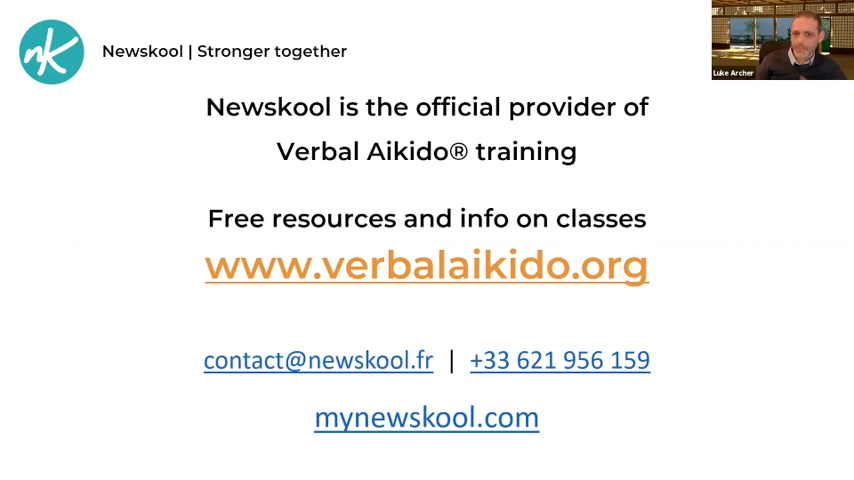 nk
Newskool | Stronger together
Luke Archer
Newskool is the official provider of
Verbal Aikido® training
Free resources and info on classes
www.verbalaikido.org
contact@newskool.fr | +33 621 956 159
mynewskool.com